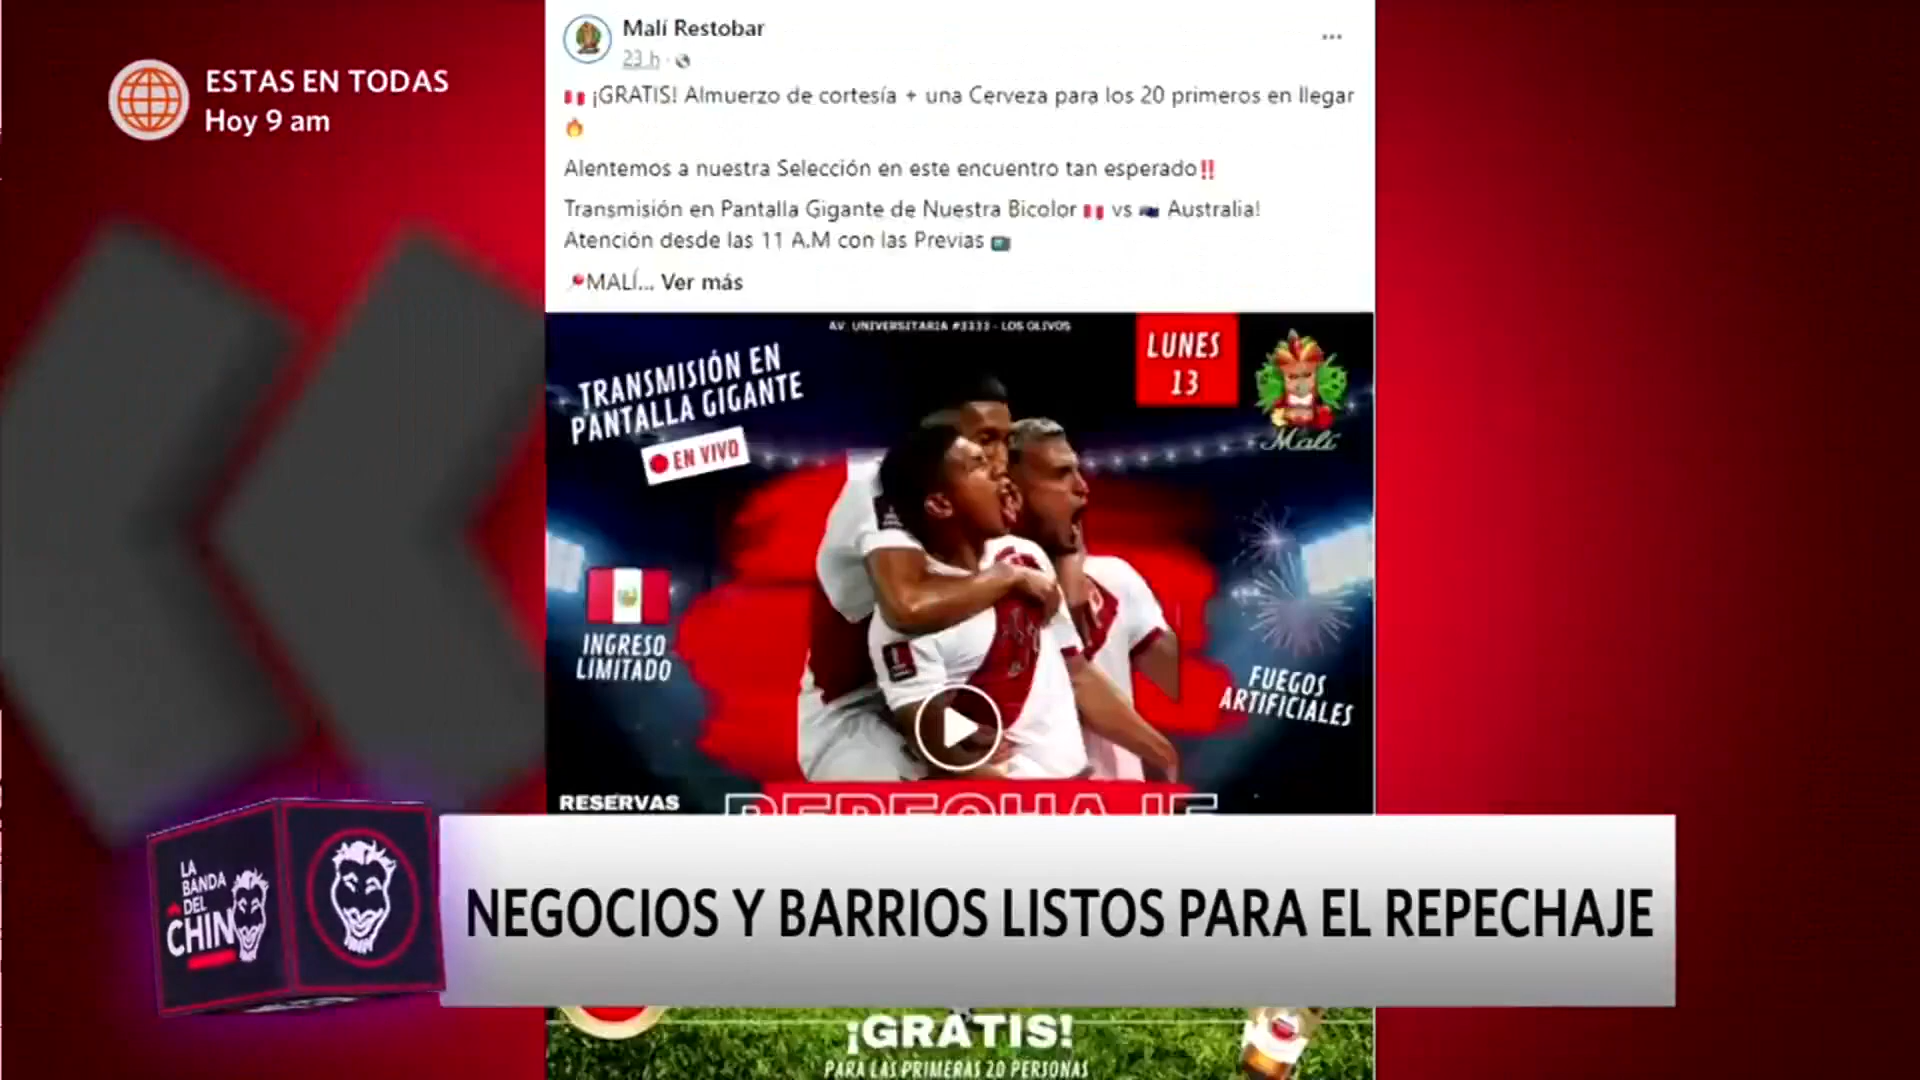 ESTAS EN TODAS
Hoy 9 am
Malí Restobar
23 h
¡GRATIS! Almuerzo de cortesía + una Cerveza para los 20 primeros en llegar
Alentemos a nuestra Selección en este encuentro tan esperado‼
Transmisión en Pantalla Gigante de Nuestra Bicolor vs Australia!
Atención desde las 11 A.M con las Previas
MALÍ... Ver más
AV. UNIVERSITARIA #3333 - LOS OLIVOS
TRANSMISIÓN EN
PANTALLA GIGANTE
EN VIVO
LUNES
13
Malí
INGRESO
LIMITADO
FUEGOS
ARTIFICIALES
RESERVAS
REPECHAJE
LA
BANDA
DEL
CHIN
NEGOCIOS Y BARRIOS LISTOS PARA EL REPECHAJE
¡GRATIS!
PARA LAS PRIMERAS 20 PERSONAS